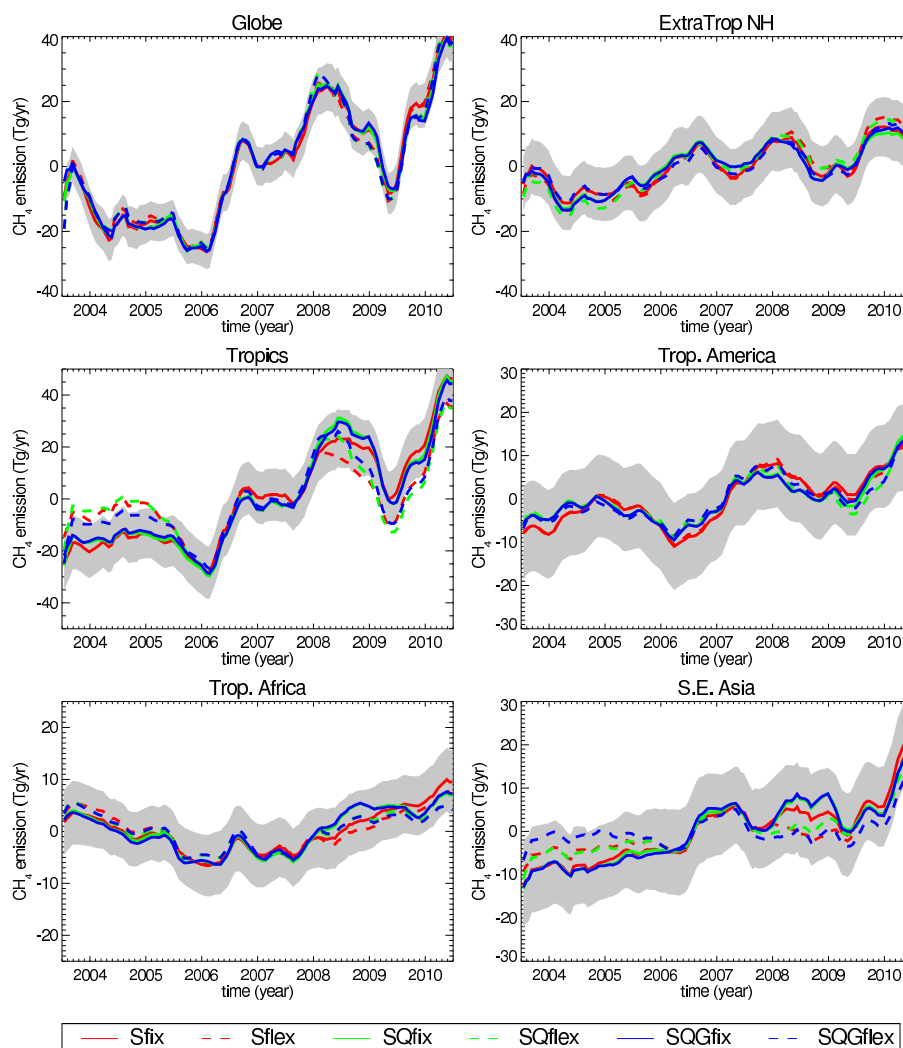 Globe
ExtraTrop NH
CH4 emission (Tg/yr)
40
20
0
-20
-40
2004 2005 2006 2007 2008 2009 2010
time (year)
CH4 emission (Tg/yr)
40
20
0
-20
-40
2004 2005 2006 2007 2008 2009 2010
time (year)
Tropics
Trop. America
CH4 emission (Tg/yr)
40
20
0
-20
-40
2004 2005 2006 2007 2008 2009 2010
time (year)
CH4 emission (Tg/yr)
30
20
10
0
-10
-20
-30
2004 2005 2006 2007 2008 2009 2010
time (year)
Trop. Africa
S.E. Asia
CH4 emission (Tg/yr)
20
10
0
-10
-20
2004 2005 2006 2007 2008 2009 2010
time (year)
CH4 emission (Tg/yr)
30
20
10
0
-10
-20
-30
2004 2005 2006 2007 2008 2009 2010
time (year)
Sfix Sflex SQfix SQflex SQGfix SQGflex